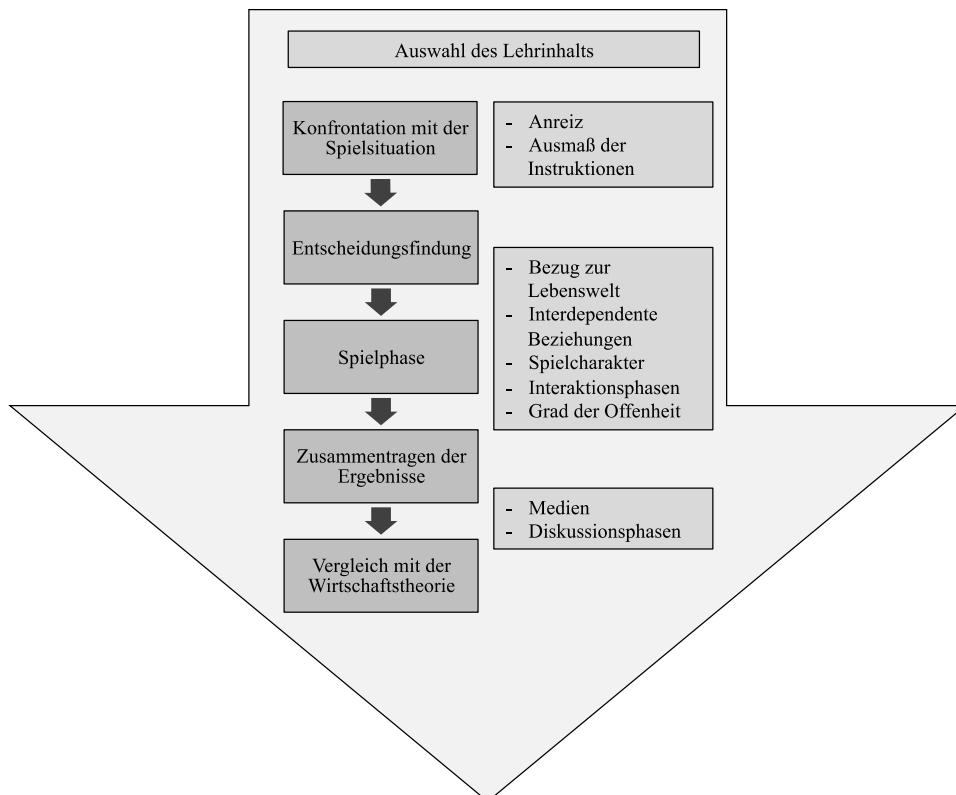 Auswahl des Lehrinhalts
Konfrontation mit der
Spielsituation
- Anreiz
- Ausmaß der
Instruktionen
Entscheidungsfindung
- Bezug zur
Lebenswelt
- Interdependente
Beziehungen
- Spielcharakter
- Interaktionsphasen
- Grad der Offenheit
Spielphase
Zusammentragen der
Ergebnisse
- Medien
- Diskussionsphasen
Vergleich mit der
Wirtschaftstheorie